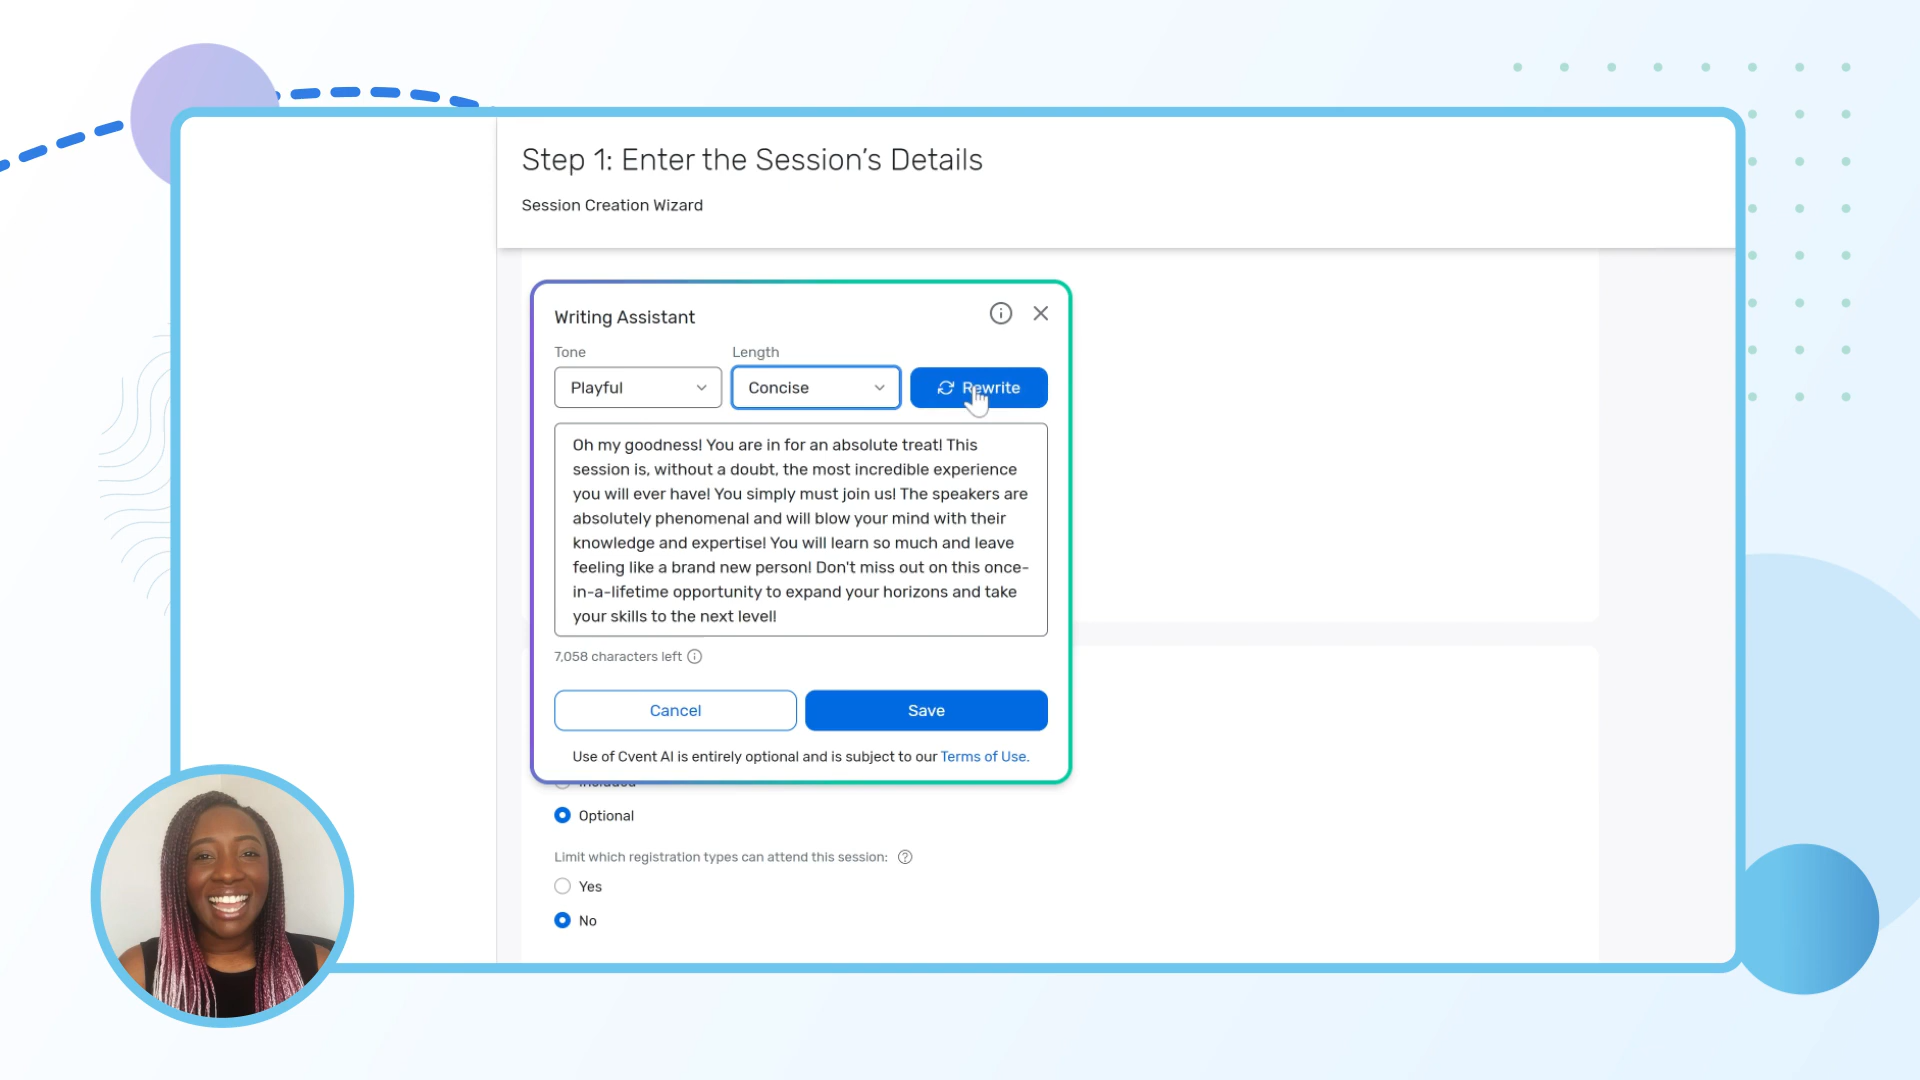 Step 1: Enter the Session's Details
Session Creation Wizard
Writing Assistant
Tone
Length
Playful
Concise
Rewrite
Oh my goodness! You are in for an absolute treat! This
session is, without a doubt, the most incredible experience
you will ever have! You simply must join us! The speakers are
absolutely phenomenal and will blow your mind with their
knowledge and expertise! You will learn so much and leave
feeling like a brand new person! Don't miss out on this once-
in-a-lifetime opportunity to expand your horizons and take
your skills to the next level!
7,058 characters left
Cancel
Save
Use of Cvent AI is entirely optional and is subject to our Terms of Use.
Included
Optional
Limit which registration types can attend this session:
Yes
No